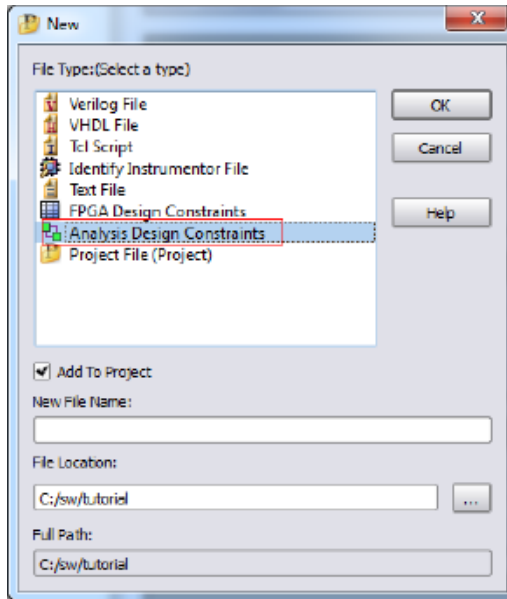 New
File Type:(Select a type)
Verilog File
VHDL File
Tcl Script
Identify Instrumentor File
Text File
FPGA Design Constraints
Analysis Design Constraints
Project File (Project)
OK
Cancel
Help
Add To Project
New File Name:
File Location:
C:/sw/tutorial
...
Full Path:
C:/sw/tutorial